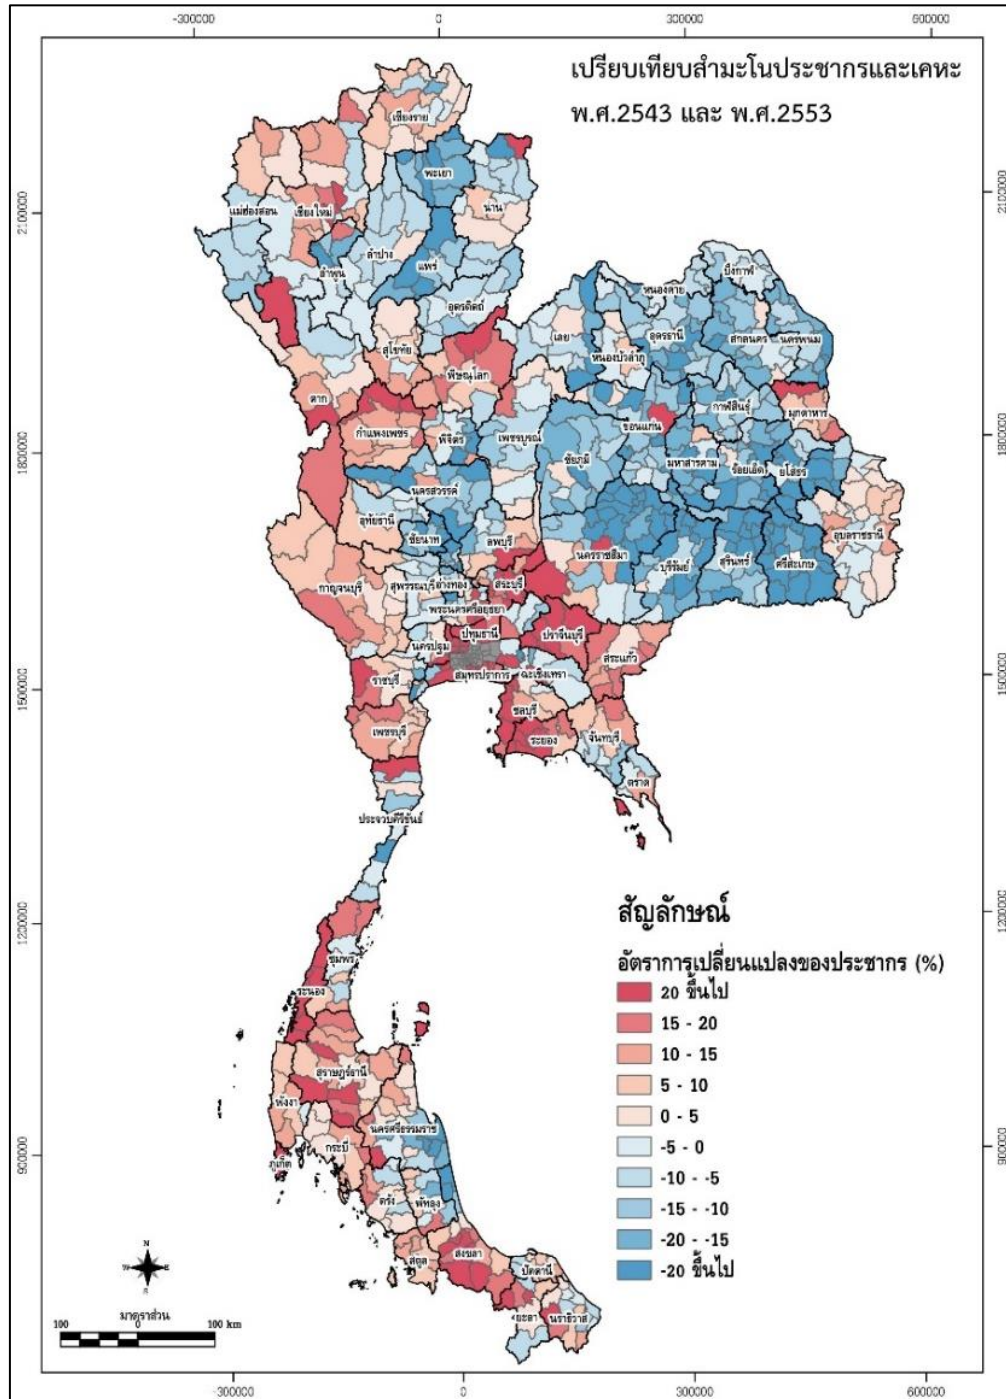 -300000 0 300000 600000
เปรียบเทียบสำมะโนประชากรและเคหะ
พ.ศ.2543 และ พ.ศ.2553
2100000 2100000
1800000 1800000
1500000 1500000
1200000 1200000
900000 900000
เชียงราย
พะเยา
น่าน
แม่ฮ่องสอน
เชียงใหม่
ลำปาง
ลำพูน
แพร่
อุตรดิตถ์
บึงกาฬ
หนองคาย
เลย
อุดรธานี
สกลนคร
นครพนม
หนองบัวลำภู
สุโขทัย
พิษณุโลก
ตาก
กำแพงเพชร
พิจิตร
เพชรบูรณ์
ขอนแก่น
กาฬสินธุ์
มุกดาหาร
ชัยภูมิ
มหาสารคาม
ร้อยเอ็ด
ยโสธร
นครสวรรค์
อุทัยธานี
ชัยนาท
ลพบุรี
นครราชสีมา
บุรีรัมย์
สุรินทร์
ศรีสะเกษ
อุบลราชธานี
กาญจนบุรี
สุพรรณบุรี
อ่างทอง
สระบุรี
พระนครศรีอยุธยา
นครปฐม
ปทุมธานี
ปราจีนบุรี
สระแก้ว
สมุทรปราการ
ฉะเชิงเทรา
ราชบุรี
ชลบุรี
เพชรบุรี
ระยอง
จันทบุรี
ตราด
ประจวบคีรีขันธ์
ชุมพร
ระนอง
สุราษฎร์ธานี
พังงา
นครศรีธรรมราช
กระบี่
ภูเก็ต
ตรัง
พัทลุง
สตูล
สงขลา
ปัตตานี
ยะลา
นราธิวาส
สัญลักษณ์
อัตราการเปลี่ยนแปลงของประชากร (%)
20 ขึ้นไป
15 - 20
10 - 15
5 - 10
0 - 5
-5 - 0
-10 - -5
-15 - -10
-20 - -15
-20 ขึ้นไป
N
W E
S
มาตราส่วน
100 0 100 km
-300000 0 300000 600000